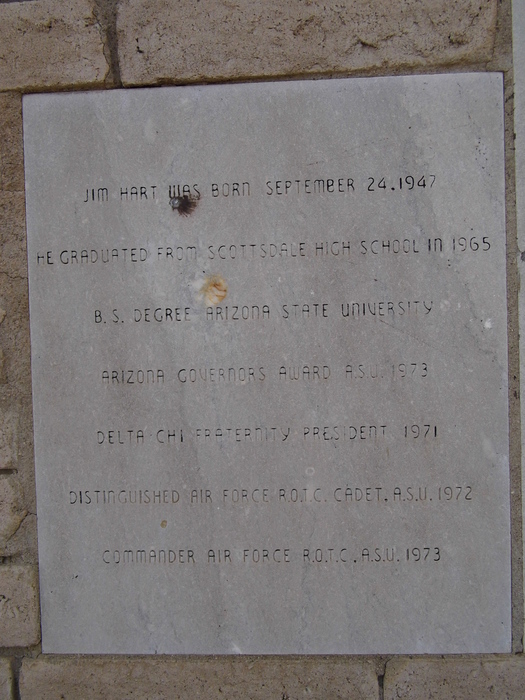 JIM HART WAS BORN SEPTEMBER 24.1947
HE GRADUATED FROM SCOTTSDALE HIGH SCHOOL IN 1965
B.S. DEGREE ARIZONA STATE UNIVERSITY
ARIZONA GOVERNORS AWARD A.S.U. 1973
DELTA CHI FRATERNITY PRESIDENT 1971
DISTINGUISHED AIR FORCE R.O.T.C. CADET, A.S.U. 1972
COMMANDER AIR FORCE R.O.T.C., A.S.U. 1973